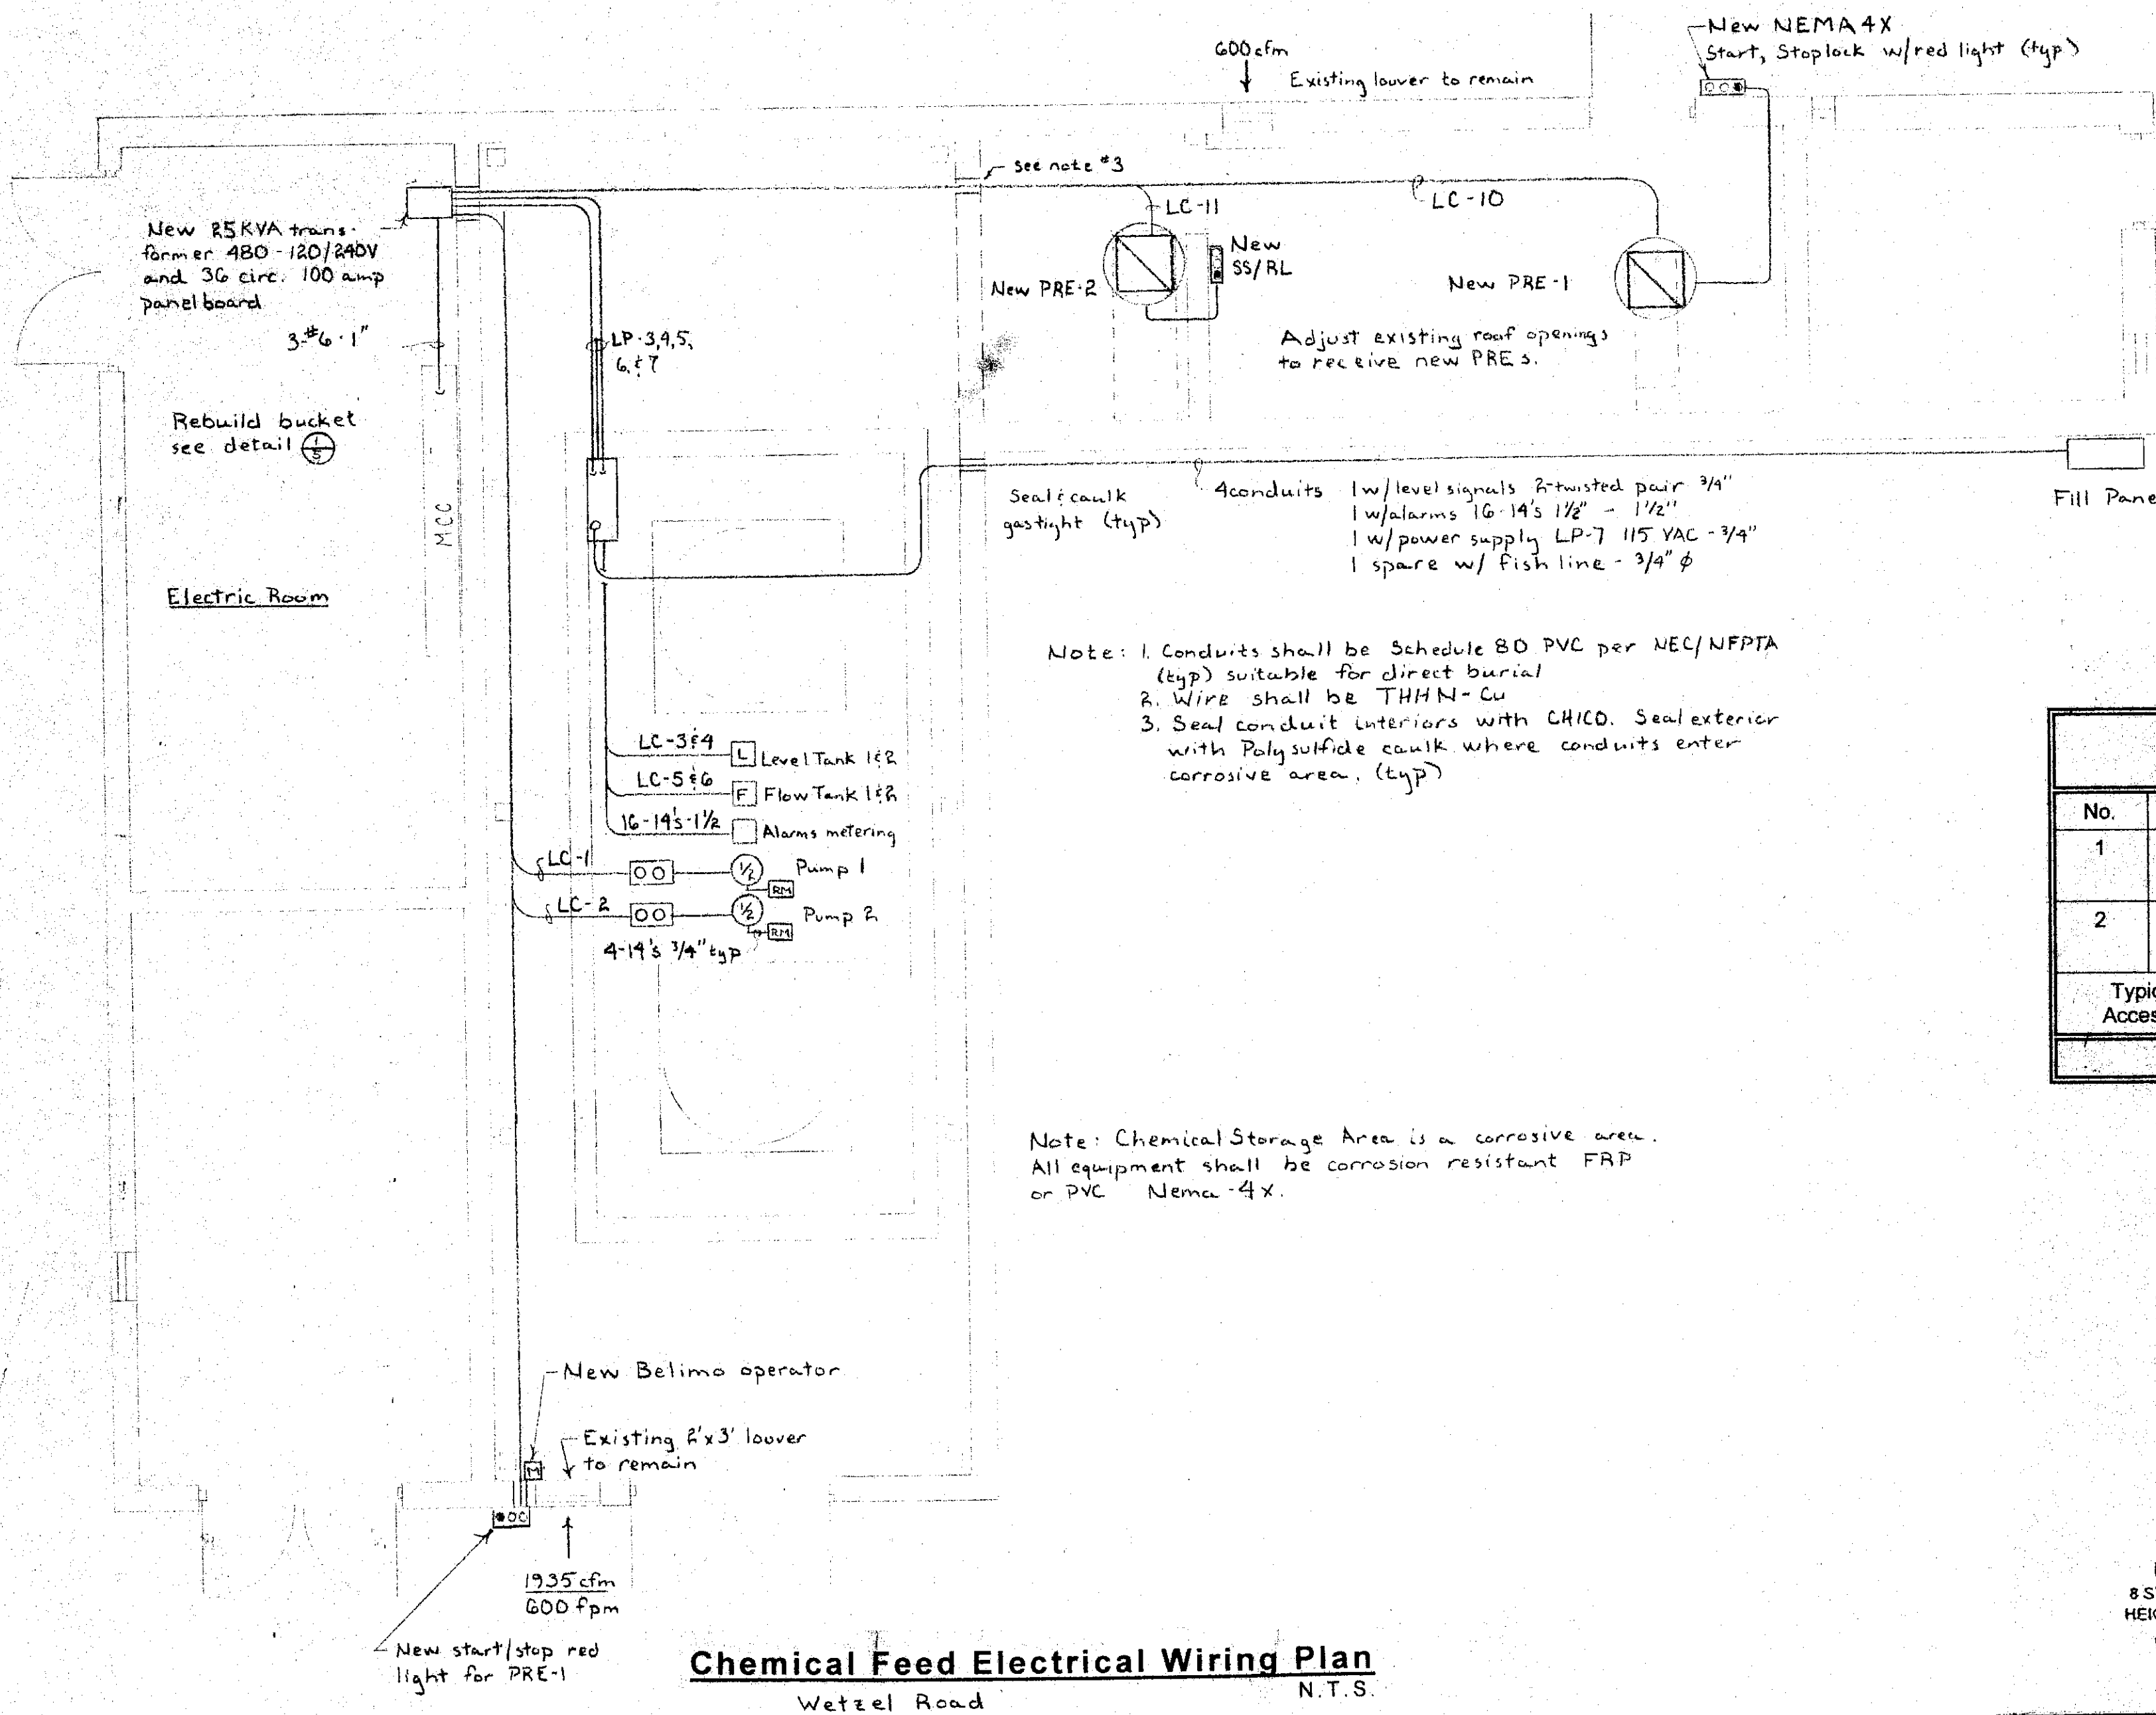 New NEMA 4X
Start, Stoplock w/red light (typ)
600 cfm
Existing louver to remain
See note #3
LC-11
LC-10
New
SS/RL
New PRE-2
New PRE-1
Adjust existing roof openings
to receive new PREs.
New 25 KVA trans-
former 480-120/240V
and 36 circ. 100 amp
panelboard
3-#6-1"
LP-3,4,5,
6, & 7
Rebuild bucket
see detail 1/5
MCC
Electric Room
Seal & caulk
gastight (typ)
4 conduits
1 w/level signals 2-twisted pair 3/4"
1 w/alarms 16-14's 1½" - 1½"
1 w/power supply LP-7 115 VAC - 3/4"
1 spare w/ fish line - 3/4" φ
Fill Pane
Note: 1. Conduits shall be Schedule 80 PVC per NEC/NFPTA
(typ) suitable for direct burial
2. Wire shall be THHN-Cu
3. Seal conduit interiors with CHICO. Seal exterior
with Polysulfide caulk where conduits enter
corrosive area. (typ)
LC-3&4
L
Level Tank 1&2
LC-5&6
F
Flow Tank 1&2
16-14's-1½
Alarms metering
LC-1
½
Pump 1
RM
LC-2
½
Pump 2
RM
4-14's 3/4" typ
No.
1
2
Typic
Acces
Note: Chemical Storage Area is a corrosive area.
All equipment shall be corrosion resistant FRP
or PVC Nema-4x.
New Belimo operator
Existing 2'x3' louver
to remain
M
1935 cfm
600 fpm
New start/stop red
light for PRE-1
Chemical Feed Electrical Wiring Plan
N.T.S.
Wetzel Road
8 S
HEI